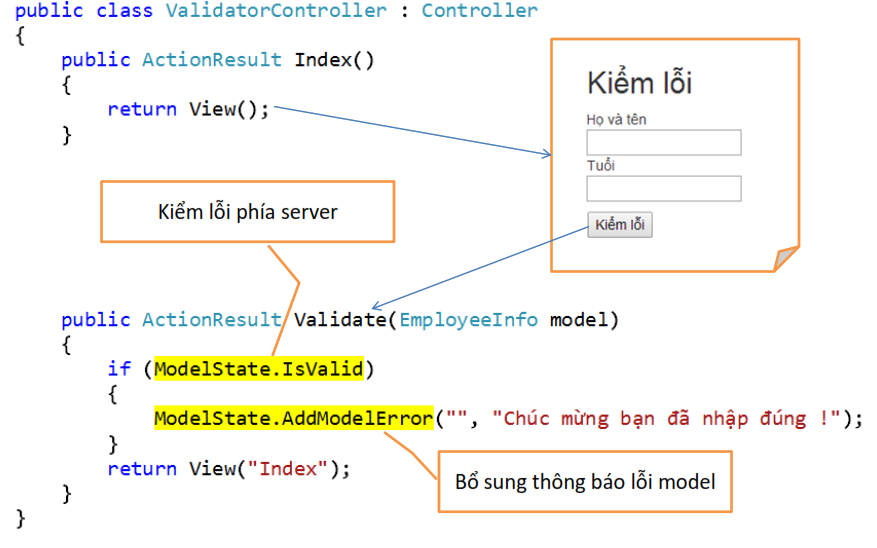 public class ValidatorController : Controller
{
public ActionResult Index()
{
return View();
}
Kiểm lỗi
Họ và tên
Tuổi
Kiểm lỗi
Kiểm lỗi phía server
public ActionResult Validate(EmployeeInfo model)
{
if (ModelState.IsValid)
{
ModelState.AddModelError("", "Chúc mừng bạn đã nhập đúng !");
}
return View("Index");
}
}
Bổ sung thông báo lỗi model